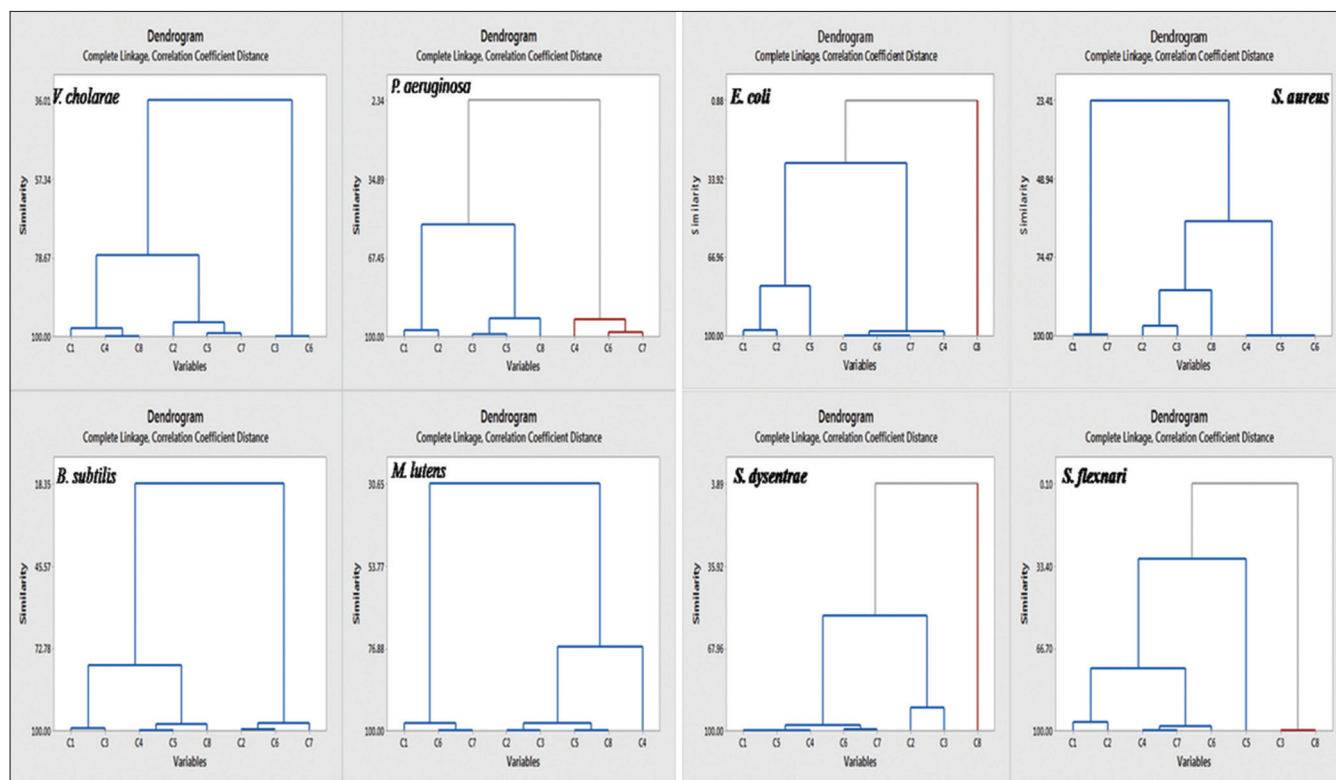 Dendrogram
Complete Linkage, Correlation Coefficient Distance
V. cholarae
36.01
57.34
78.67
100.00
Similarity
C1 C4 C8 C2 C5 C7 C3 C6
Variables
Dendrogram
Complete Linkage, Correlation Coefficient Distance
P. aeruginosa
2.34
34.89
67.45
100.00
Similarity
C1 C2 C3 C5 C8 C4 C6 C7
Variables
Dendrogram
Complete Linkage, Correlation Coefficient Distance
E. coli
0.88
33.92
66.96
100.00
Similarity
C1 C2 C5 C3 C6 C7 C4 C8
Variables
Dendrogram
Complete Linkage, Correlation Coefficient Distance
S. aureus
23.41
48.94
74.47
100.00
Similarity
C1 C7 C2 C3 C8 C4 C5 C6
Variables
Dendrogram
Complete Linkage, Correlation Coefficient Distance
B. subtilis
18.35
45.57
72.78
100.00
Similarity
C1 C3 C4 C5 C8 C2 C6 C7
Variables
Dendrogram
Complete Linkage, Correlation Coefficient Distance
M. lutens
30.65
53.77
76.88
100.00
Similarity
C1 C6 C7 C2 C3 C5 C8 C4
Variables
Dendrogram
Complete Linkage, Correlation Coefficient Distance
S. dysentrae
3.89
35.92
67.96
100.00
Similarity
C1 C5 C4 C6 C7 C2 C3 C8
Variables
Dendrogram
Complete Linkage, Correlation Coefficient Distance
S. flexnari
0.10
33.40
66.70
100.00
Similarity
C1 C2 C4 C7 C6 C5 C3 C8
Variables